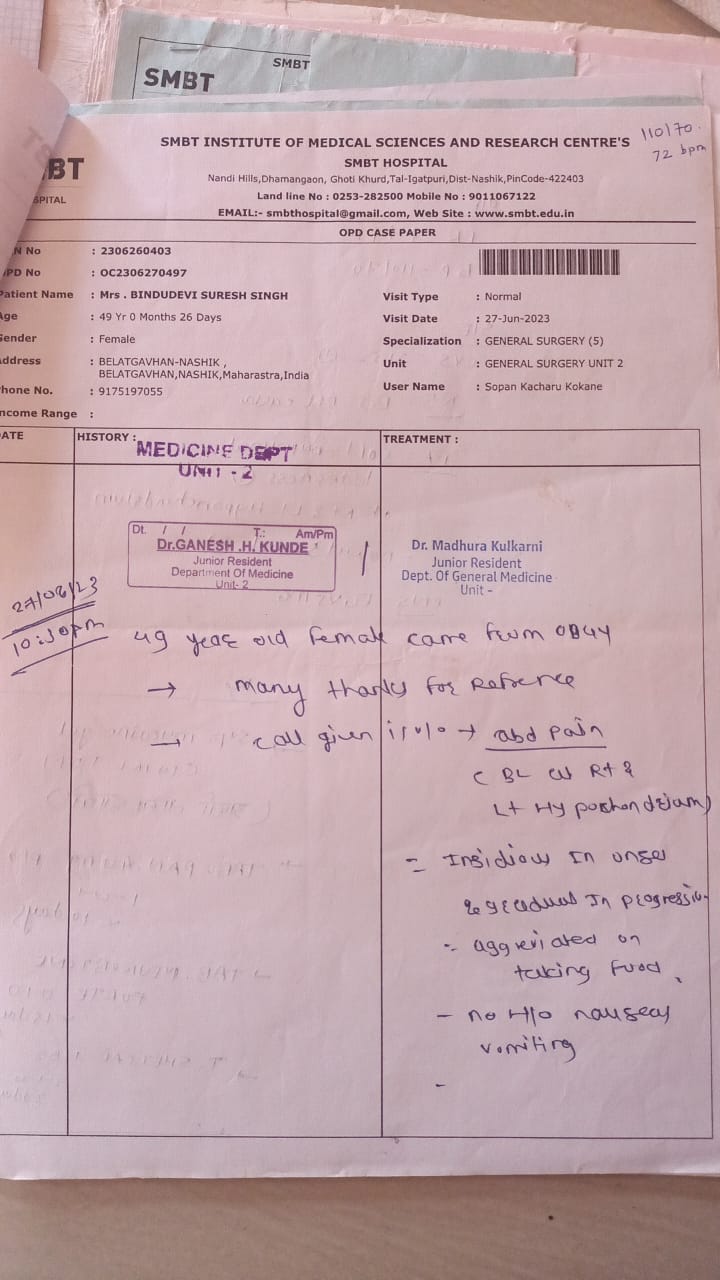 SMBT
SMBT
110/70
72 bpm
SMBT INSTITUTE OF MEDICAL SCIENCES AND RESEARCH CENTRE'S
BT
SMBT HOSPITAL
SPITAL
Nandi Hills,Dhamangaon, Ghoti Khurd,Tal-Igatpuri,Dist-Nashik,PinCode-422403
Land line No : 0253-282500 Mobile No : 9011067122
EMAIL:- smbthospital@gmail.com, Web Site : www.smbt.edu.in
OPD CASE PAPER
N No : 2306260403
PD No : OC2306270497
Patient Name : Mrs . BINDUDEVI SURESH SINGH
Visit Type : Normal
ge : 49 Yr 0 Months 26 Days
Visit Date : 27-Jun-2023
ender : Female
Specialization : GENERAL SURGERY (5)
ddress : BELATGAVHAN-NASHIK ,
BELATGAVHAN,NASHIK,Maharastra,India
Unit : GENERAL SURGERY UNIT 2
hone No. : 9175197055
User Name : Sopan Kacharu Kokane
ncome Range :
ATE HISTORY : TREATMENT :
MEDICINE DEPT
UNIT - 2
Dt. / / T.: Am/Pm
Dr.GANESH .H. KUNDE
Junior Resident
Department Of Medicine
Unit- 2
Dr. Madhura Kulkarni
Junior Resident
Dept. Of General Medicine
Unit -
27/06/23
10:30pm
49 year old female came from
→ many thanks for Refrence
→ call given i/v/o → abd pain
Rt &
Lt Hypochondrium)
= Insidious In onse
& gradual In progressio
- aggreviated on
taking food.
- no H/o nausea,
vomiting
-